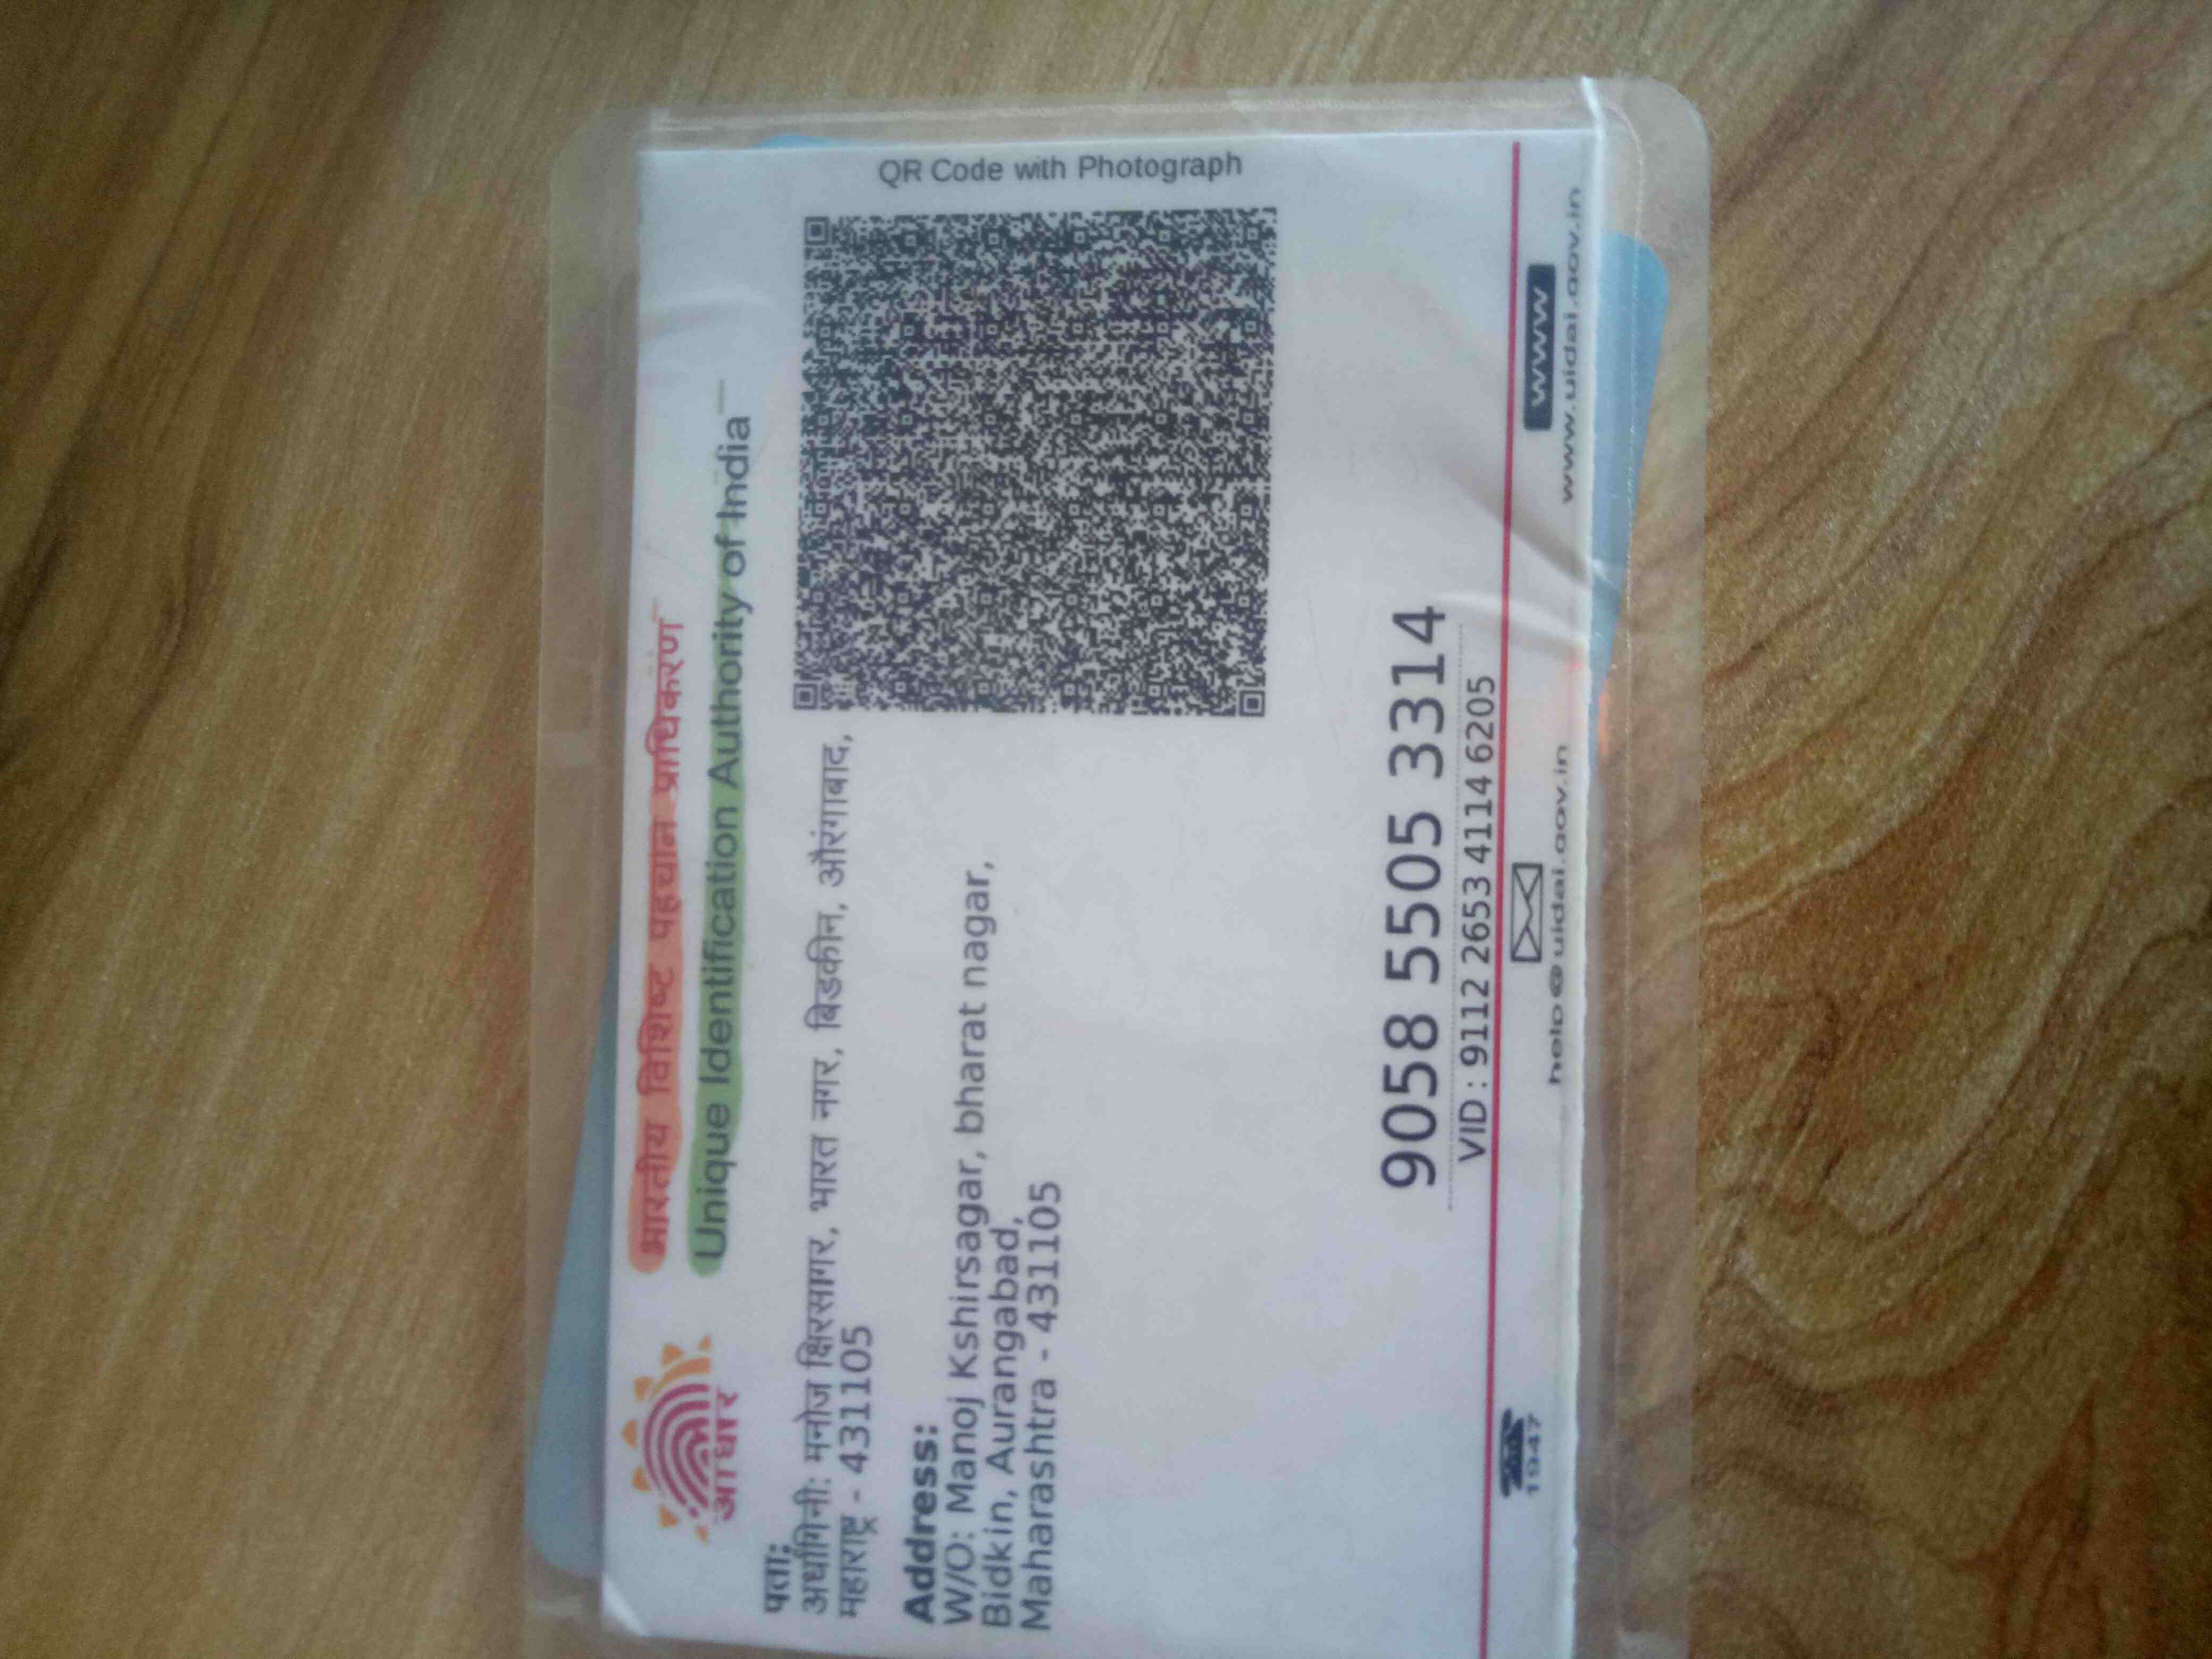 भारतीय विशिष्ट पहचान प्राधिकरण
Unique Identification Authority of India
आधार
पता:
अर्धांगिनी: मनोज क्षिरसागर, भारत नगर, बिडकीन, औरंगाबाद,
महाराष्ट्र - 431105
Address:
W/O: Manoj Kshirsagar, bharat nagar,
Bidkin, Aurangabad,
Maharashtra - 431105
QR Code with Photograph
9058 5505 3314
VID : 9112 2653 4114 6205
1947
help@uidai.gov.in
www
www.uidai.gov.in